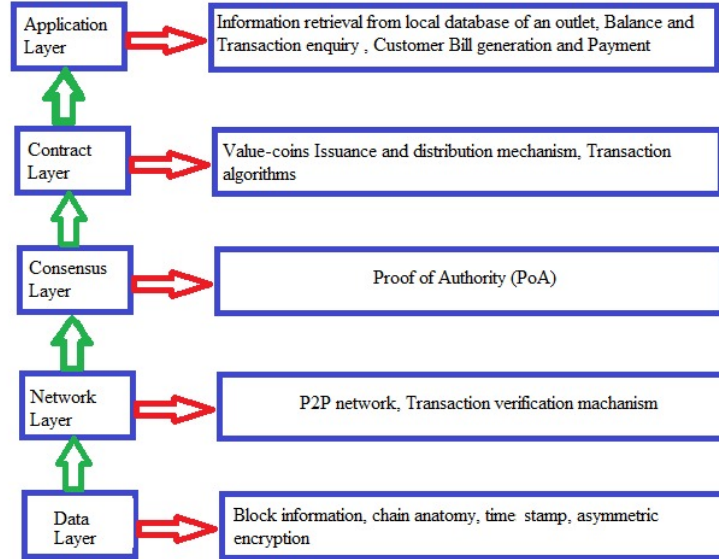 Application
Layer
Information retrieval from local database of an outlet, Balance and
Transaction enquiry , Customer Bill generation and Payment
Contract
Layer
Value-coins Issuance and distribution mechanism, Transaction
algorithms
Consensus
Layer
Proof of Authority (PoA)
Network
Layer
P2P network, Transaction verification machanism
Data
Layer
Block information, chain anatomy, time stamp, asymmetric
encryption